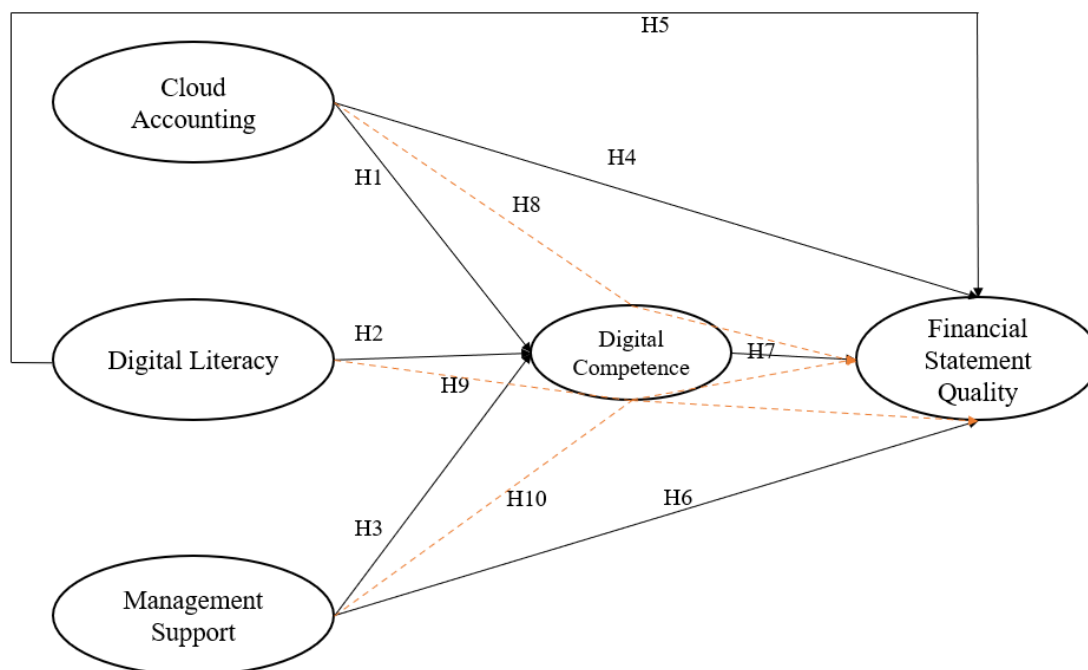 H5
Cloud
Accounting
H4
H1
H8
H2
Digital Literacy
H9
Digital
Competence
H7
Financial
Statement
Quality
H3
H10
H6
Management
Support